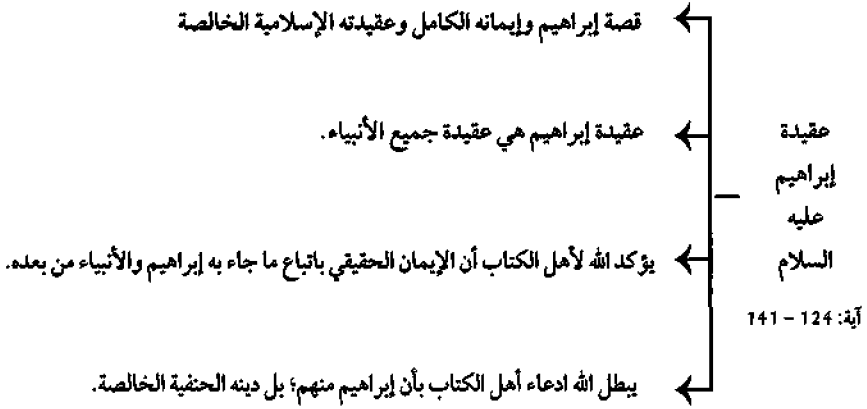 قصة إبراهيم وإيمانه الكامل وعقيدته الإسلامية الخالصة
عقيدة
عقيدة إبراهيم هي عقيدة جميع الأنبياء.
إبراهيم
عليه
السلام
يؤكد الله لأهل الكتاب أن الإيمان الحقيقي باتباع ما جاء به إبراهيم والأنبياء من بعده.
آية: 124 – 141
يبطل الله ادعاء أهل الكتاب بأن إبراهيم منهم؛ بل دينه الحنفية الخالصة.